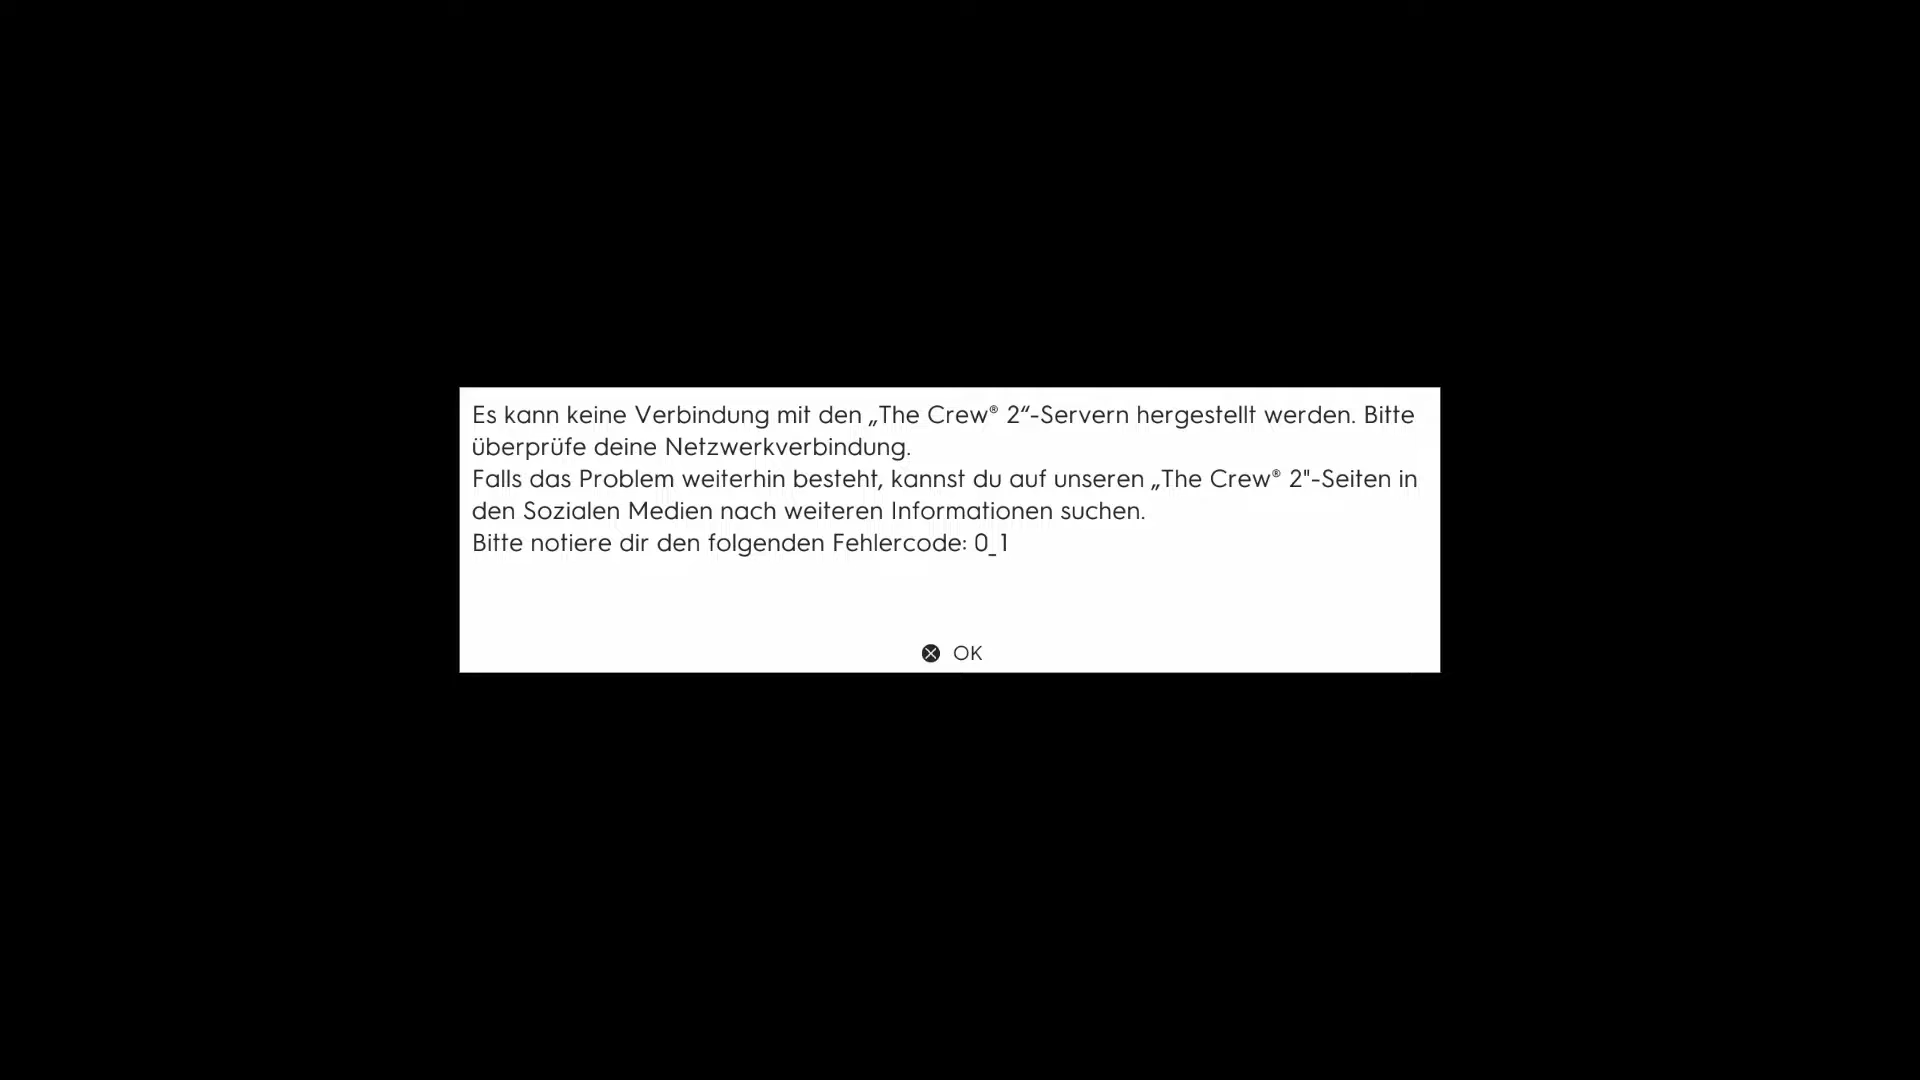 Es kann keine Verbindung mit den „The Crew® 2“-Servern hergestellt werden. Bitte
überprüfe deine Netzwerkverbindung.
Falls das Problem weiterhin besteht, kannst du auf unseren „The Crew® 2"-Seiten in
den Sozialen Medien nach weiteren Informationen suchen.
Bitte notiere dir den folgenden Fehlercode: 0_1
OK